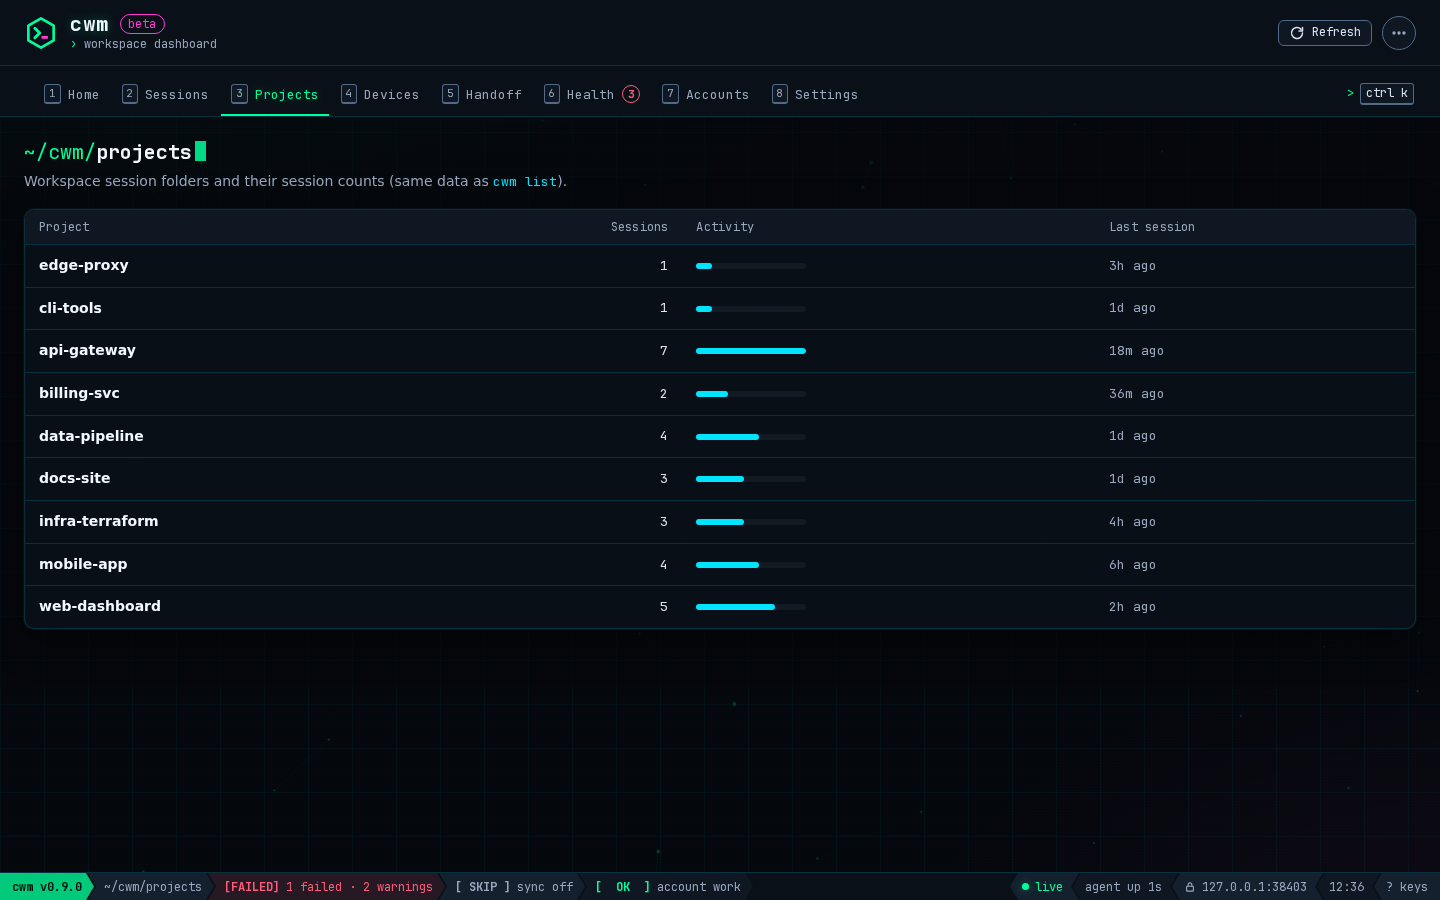 cwm beta
› workspace dashboard
Refresh
1 Home 2 Sessions 3 Projects 4 Devices 5 Handoff 6 Health 3 7 Accounts 8 Settings > ctrl k
~/cwm/projects
Workspace session folders and their session counts (same data as cwm list).
Project Sessions Activity Last session
edge-proxy 1 3h ago
cli-tools 1 1d ago
api-gateway 7 18m ago
billing-svc 2 36m ago
data-pipeline 4 1d ago
docs-site 3 1d ago
infra-terraform 3 4h ago
mobile-app 4 6h ago
web-dashboard 5 2h ago
cwm v0.9.0 ~/cwm/projects [FAILED] 1 failed · 2 warnings [ SKIP ] sync off [ OK ] account work live agent up 1s 127.0.0.1:38403 12:36 ? keys